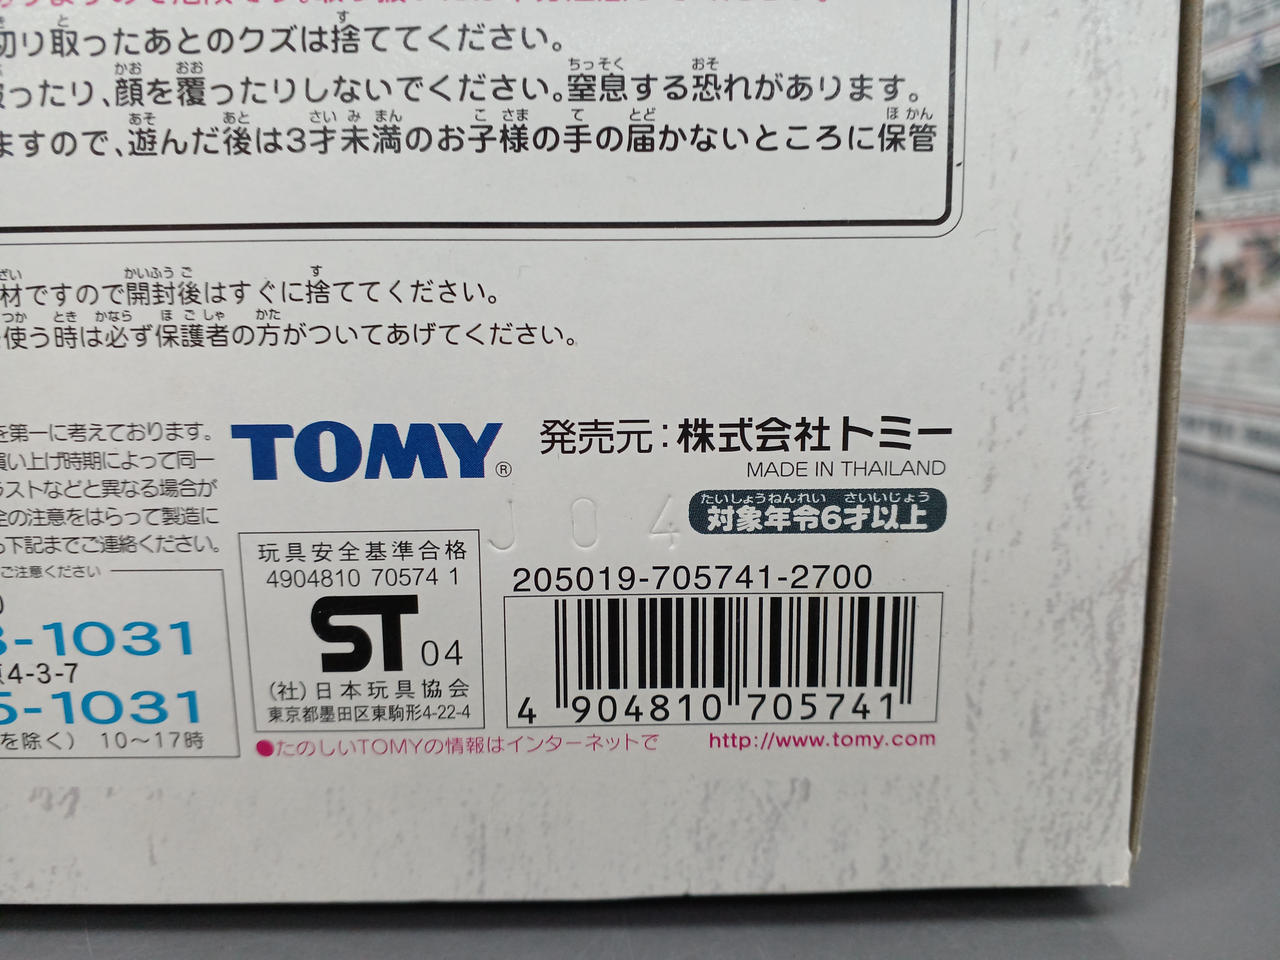 切り取ったあとのクズは捨ててください。
ったり、顔を覆ったりしないでください。窒息する恐れがあります。
ますので、遊んだ後は3才未満のお子様の手の届かないところに保管
材ですので開封後はすぐに捨ててください。
使う時は必ず保護者の方がついてあげてください。
を第一に考えております。
い上げ時期によって同一
ラストなどと異なる場合が
全の注意をはらって製造に
下記までご連絡ください。
ご注意ください
-1031
4-3-7
5-1031
を除く) 10〜17時
TOMY®
発売元:株式会社トミー
MADE IN THAILAND
対象年令6才以上
J 0 4
玩具安全基準合格
4904810 70574 1
ST 04
(社)日本玩具協会
東京都墨田区東駒形4-22-4
205019-705741-2700
4 904810 705741
●たのしいTOMYの情報はインターネットで http://www.tomy.com